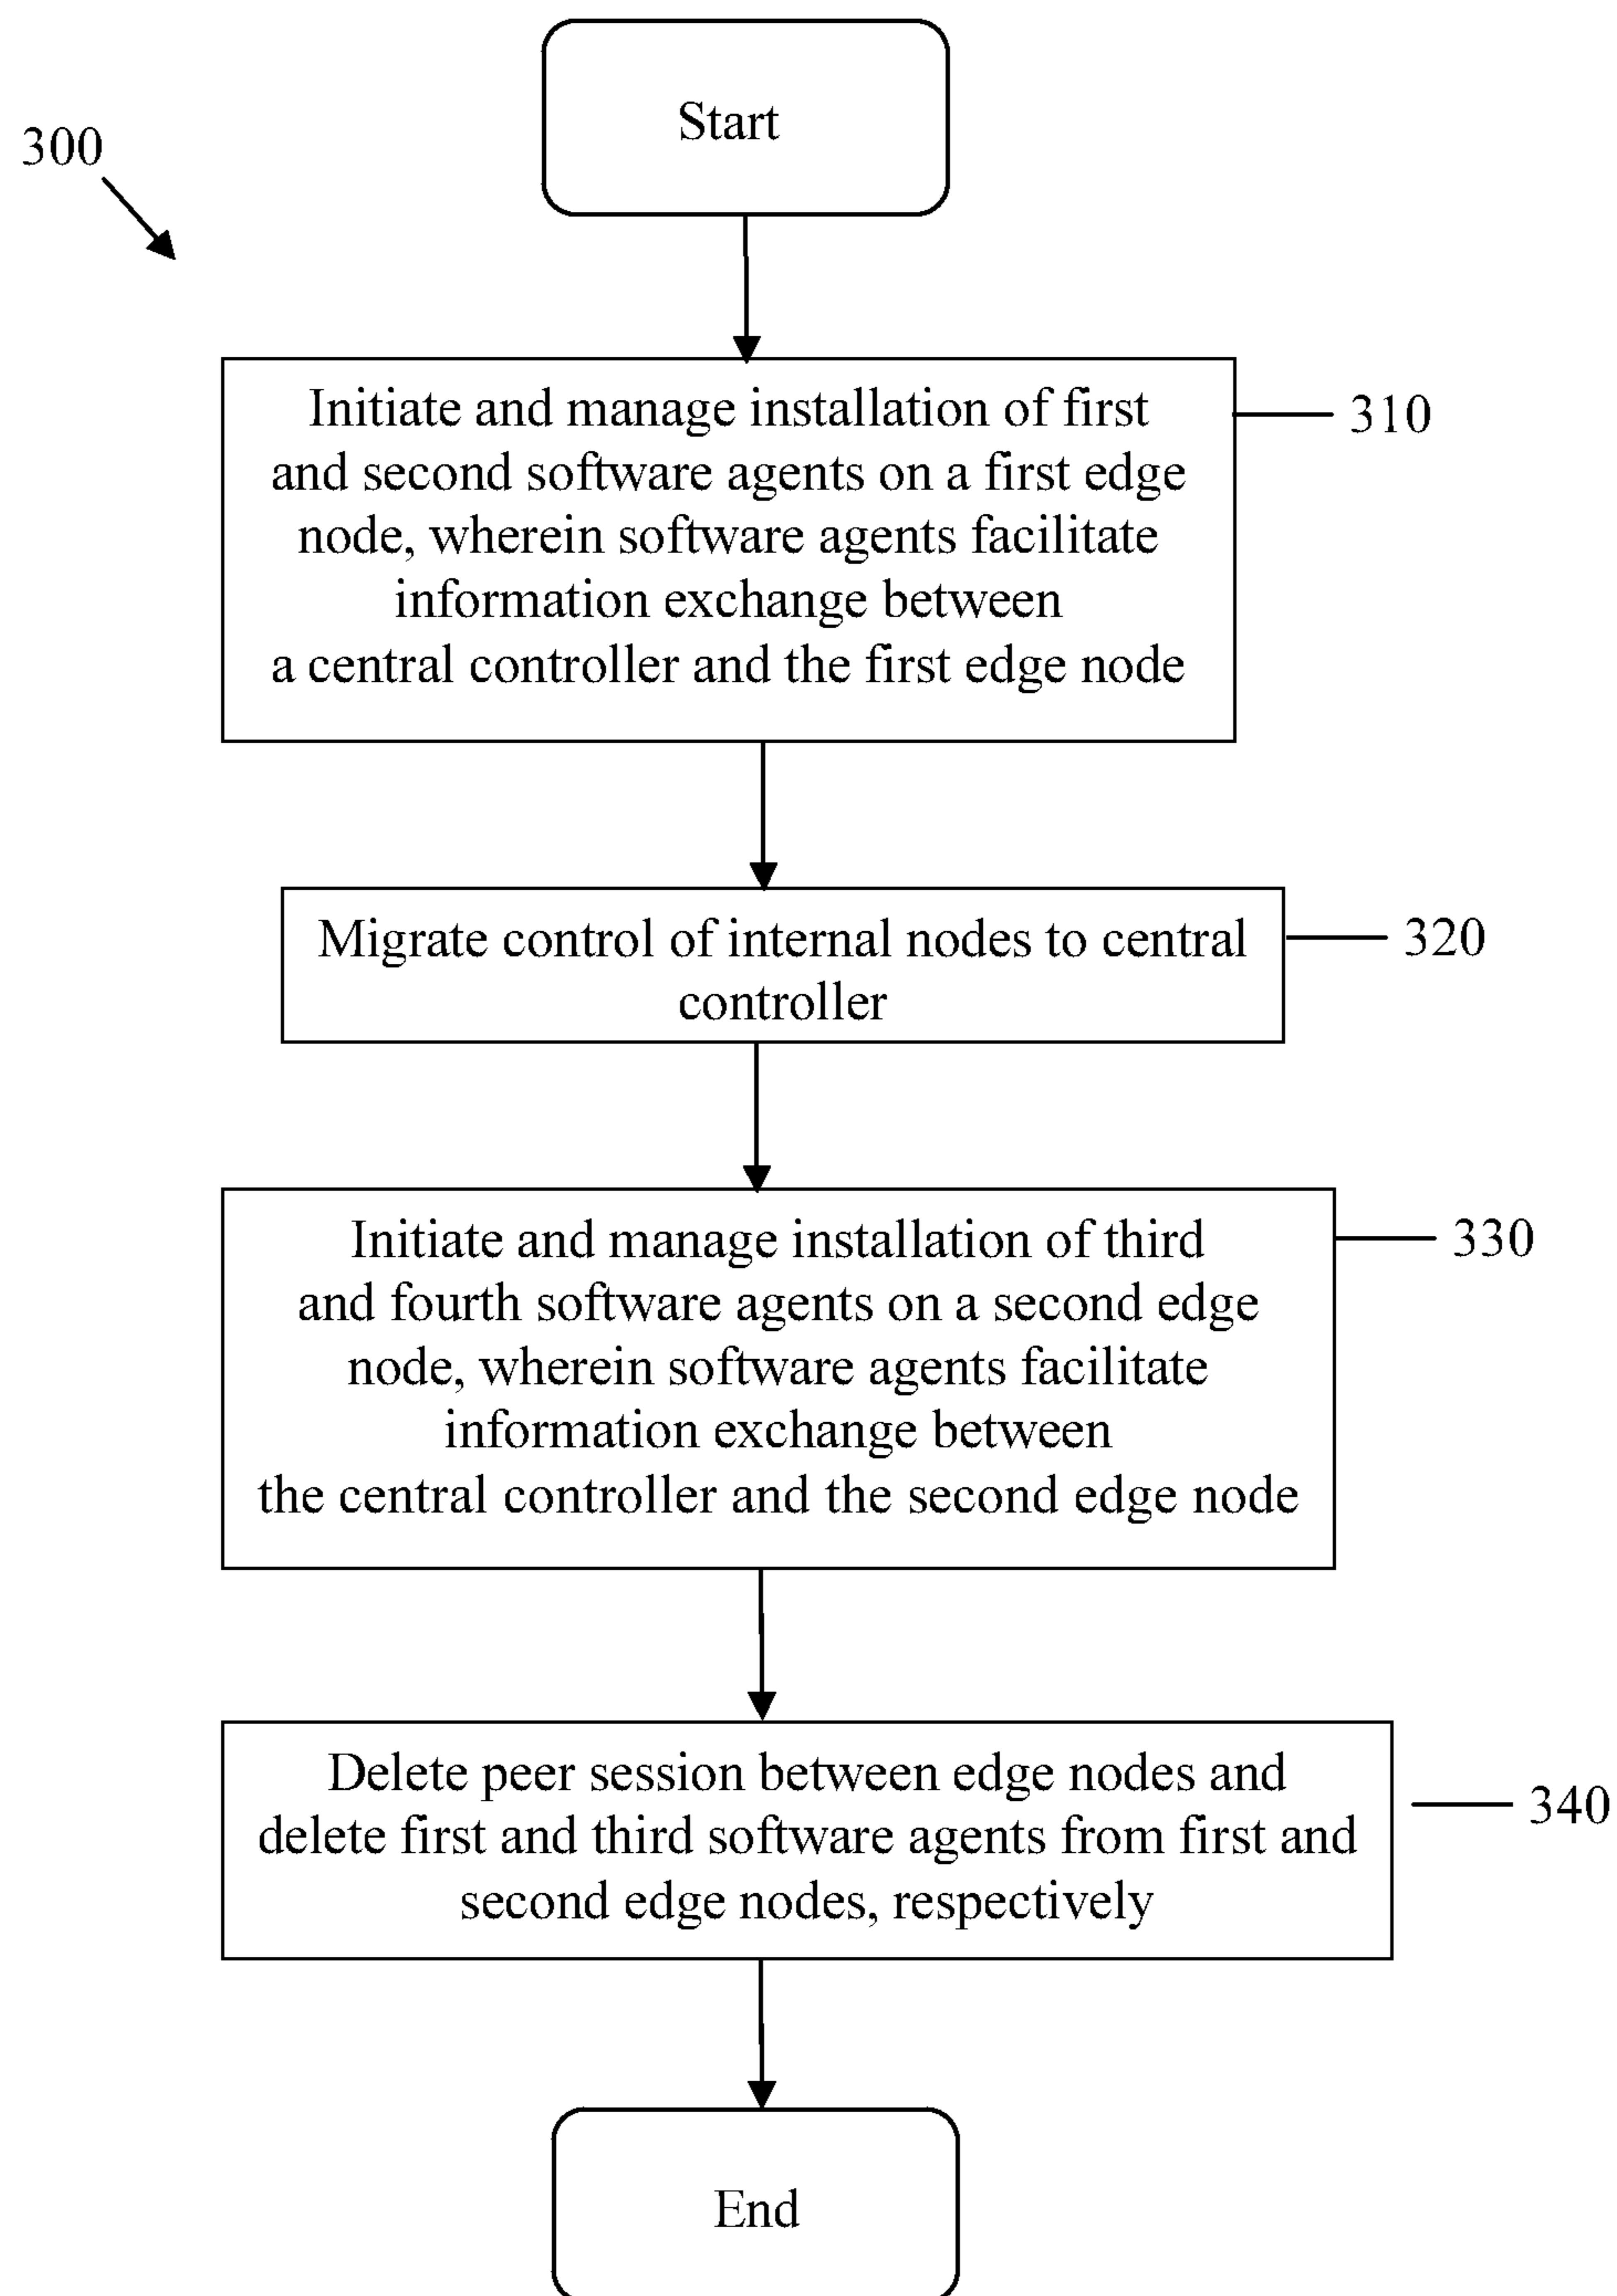 Start
300
Initiate and manage installation of first
and second software agents on a first edge
node, wherein software agents facilitate
information exchange between
a central controller and the first edge node
310
Migrate control of internal nodes to central
controller
320
Initiate and manage installation of third
and fourth software agents on a second edge
node, wherein software agents facilitate
information exchange between
the central controller and the second edge node
330
Delete peer session between edge nodes and
delete first and third software agents from first and
second edge nodes, respectively
340
End